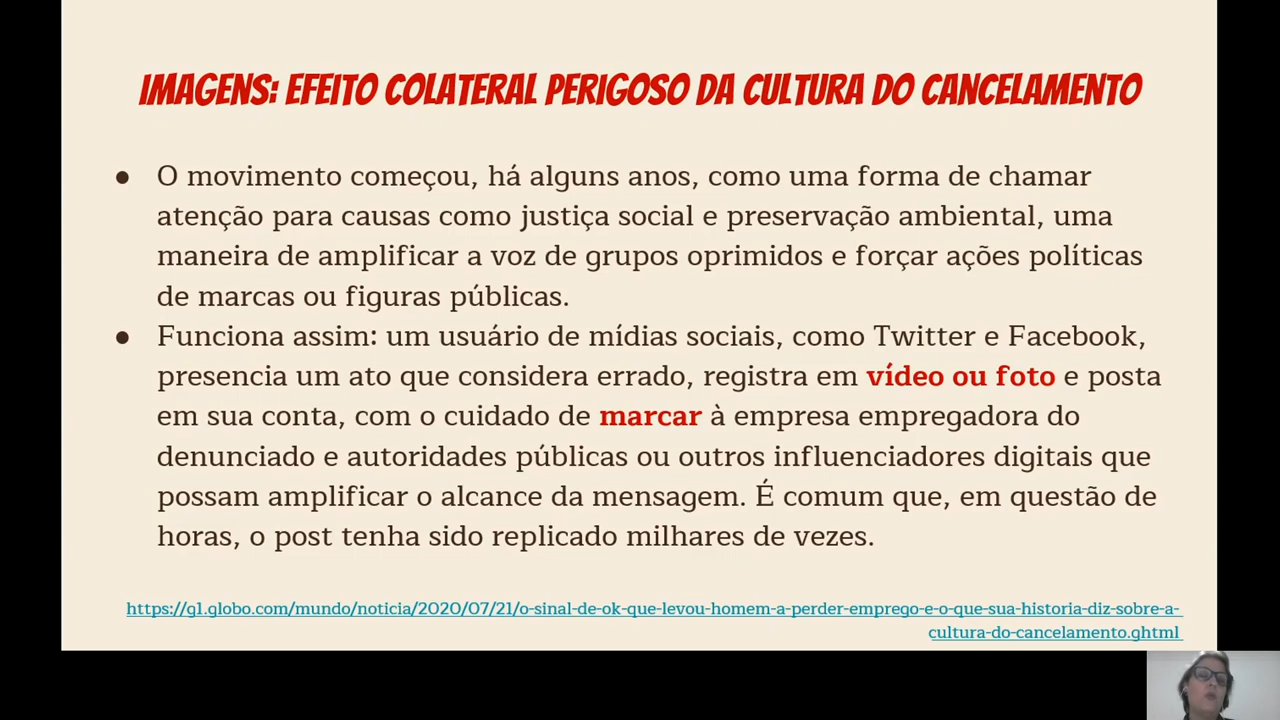 IMAGENS: EFEITO COLATERAL PERIGOSO DA CULTURA DO CANCELAMENTO
● O movimento começou, há alguns anos, como uma forma de chamar
atenção para causas como justiça social e preservação ambiental, uma
maneira de amplificar a voz de grupos oprimidos e forçar ações políticas
de marcas ou figuras públicas.
● Funciona assim: um usuário de mídias sociais, como Twitter e Facebook,
presencia um ato que considera errado, registra em vídeo ou foto e posta
em sua conta, com o cuidado de marcar à empresa empregadora do
denunciado e autoridades públicas ou outros influenciadores digitais que
possam amplificar o alcance da mensagem. É comum que, em questão de
horas, o post tenha sido replicado milhares de vezes.
https://g1.globo.com/mundo/noticia/2020/07/21/o-sinal-de-ok-que-levou-homem-a-perder-emprego-e-o-que-sua-historia-diz-sobre-a-
cultura-do-cancelamento.ghtml